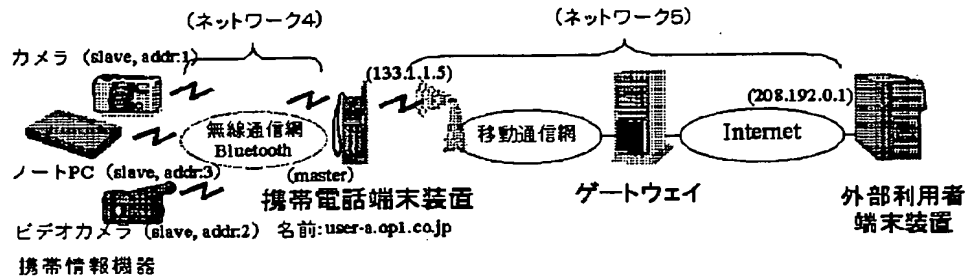 (ネットワーク4)
(ネットワーク5)
カメラ (slave, addr:1)
(133.1.1.5)
(208.192.0.1)
無線通信網
Bluetooth
移動通信網
Internet
ノートPC (slave, addr:3)
(master)
携帯電話端末装置
ゲートウェイ
外部利用者
端末装置
ビデオカメラ (slave, addr:2)
名前:user-a.op1.co.jp
携帯情報機器